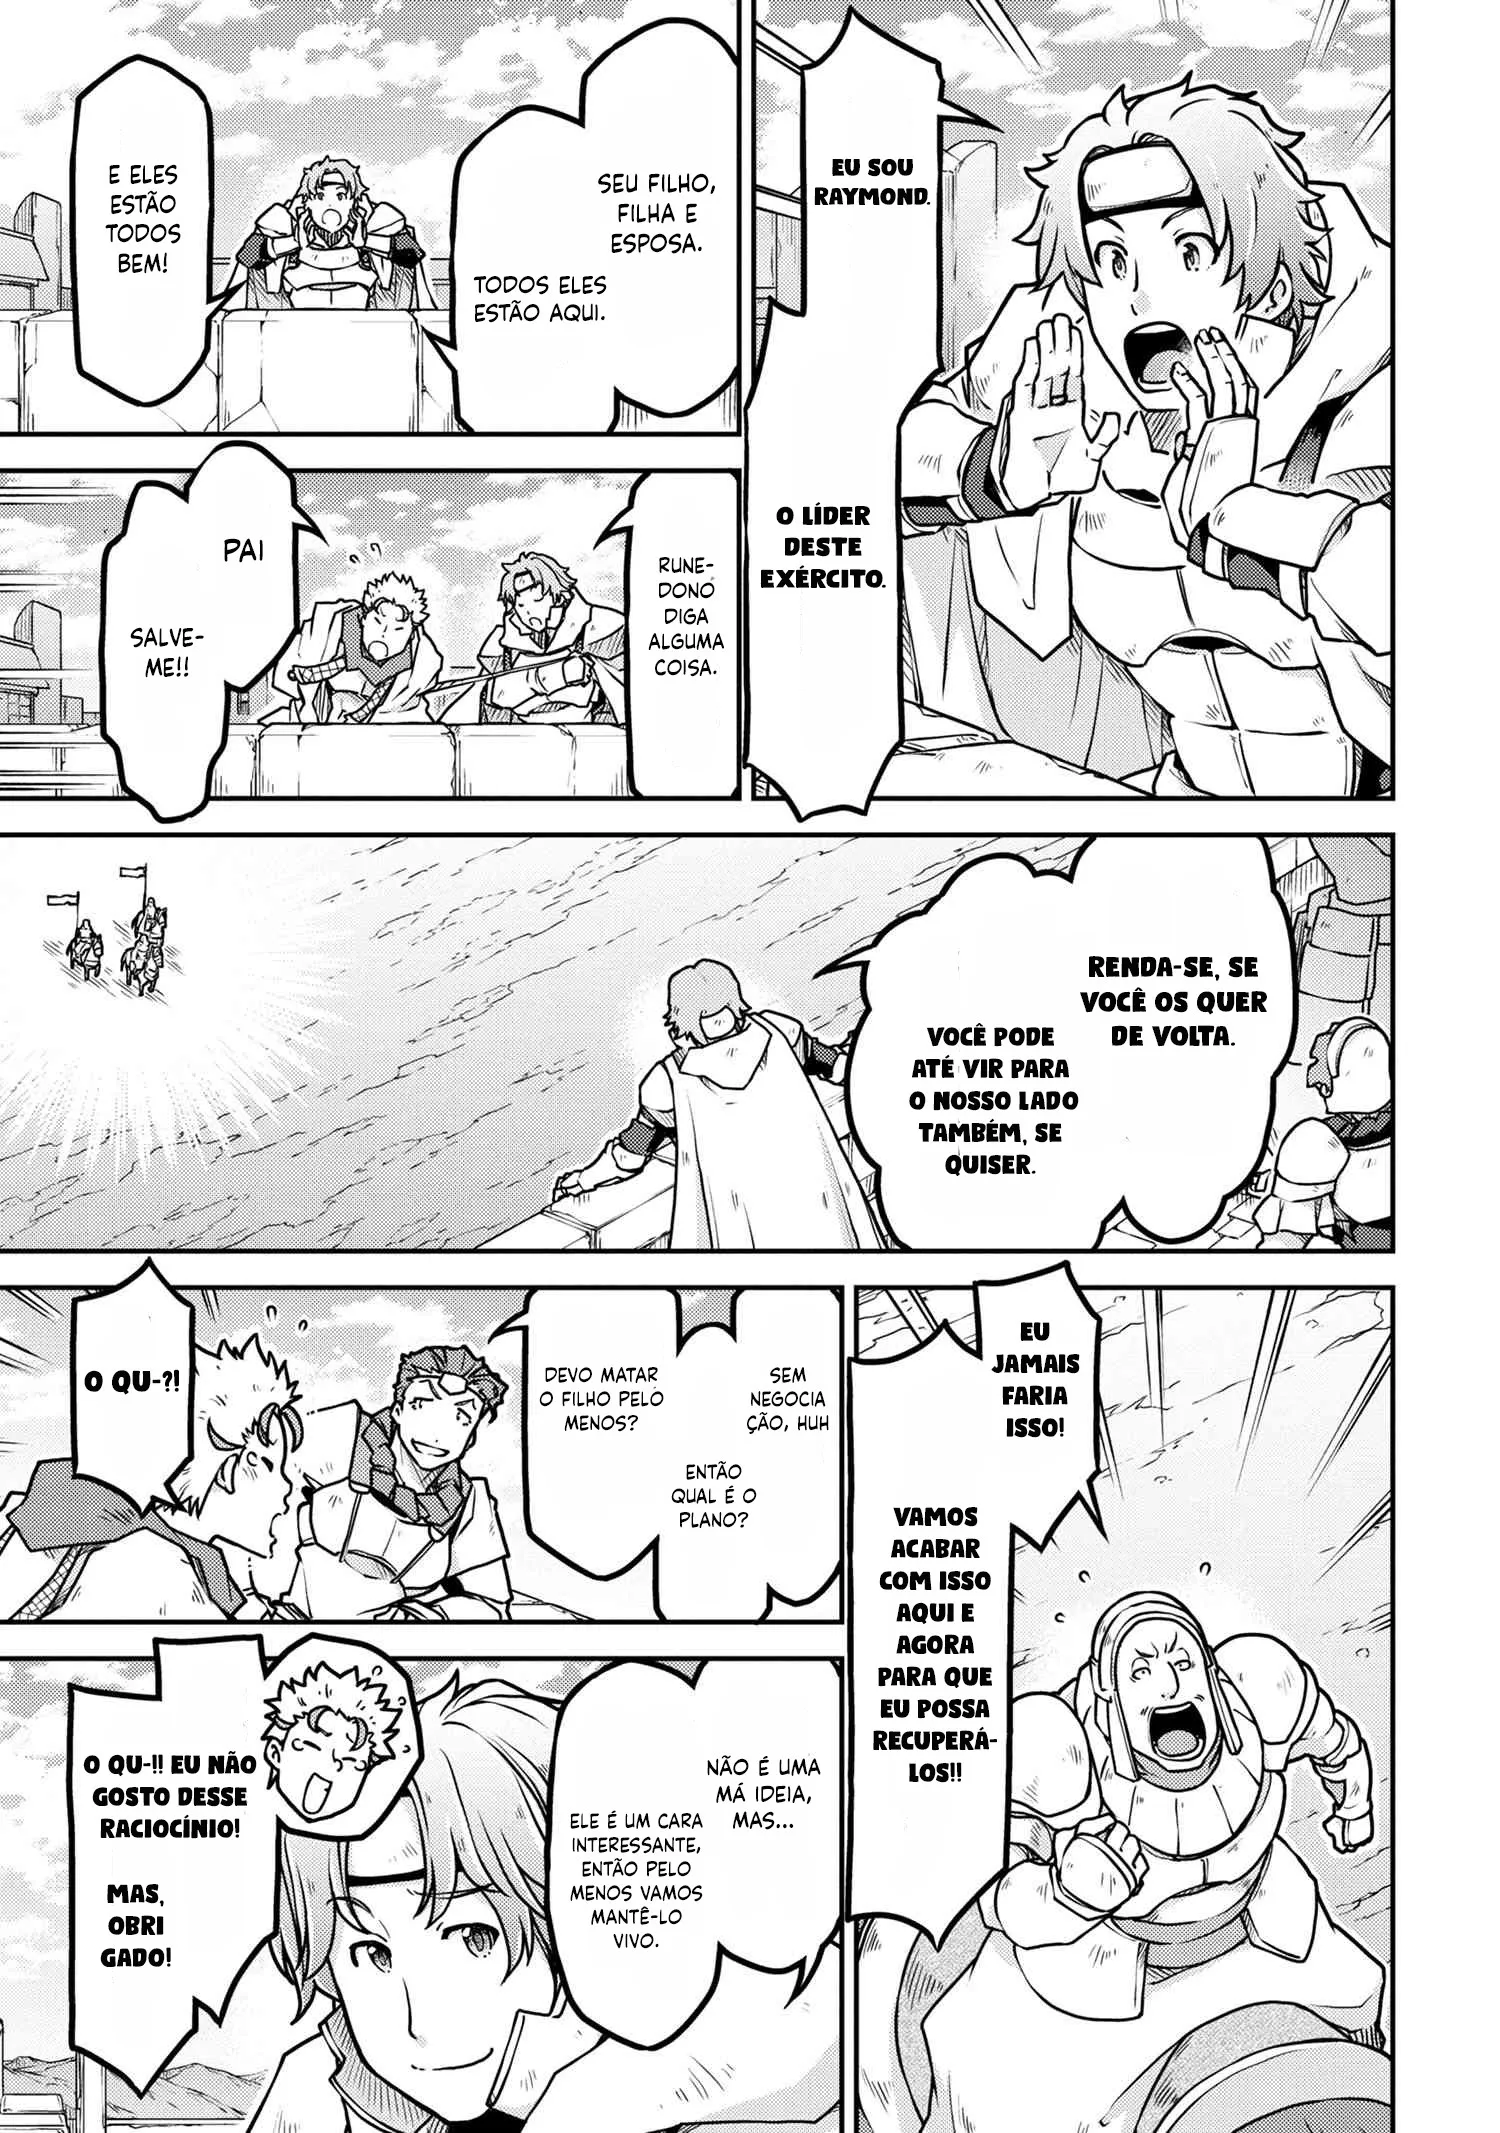 EU SOU
RAYMOND.
O LÍDER
DESTE
EXÉRCITO.
SEU FILHO,
FILHA E
ESPOSA.
TODOS ELES
ESTÃO AQUI.
E ELES
ESTÃO
TODOS
BEM!
RUNE-
DONO
DIGA
ALGUMA
COISA.
PAI
SALVE-
ME!!
RENDA-SE, SE
VOCÊ OS QUER
DE VOLTA.
VOCÊ PODE
ATÉ VIR PARA
O NOSSO LADO
TAMBÉM, SE
QUISER.
EU
JAMAIS
FARIA
ISSO!
VAMOS
ACABAR
COM ISSO
AQUI E
AGORA
PARA QUE
EU POSSA
RECUPERÁ-
LOS!!
SEM
NEGOCIA
ÇÃO, HUH
ENTÃO
QUAL É O
PLANO?
DEVO MATAR
O FILHO PELO
MENOS?
O QU-?!
NÃO É UMA
MÁ IDEIA,
MAS...
ELE É UM CARA
INTERESSANTE,
ENTÃO PELO
MENOS VAMOS
MANTÊ-LO
VIVO.
O QU-!! EU NÃO
GOSTO DESSE
RACIOCÍNIO!
MAS,
OBRI
GADO!